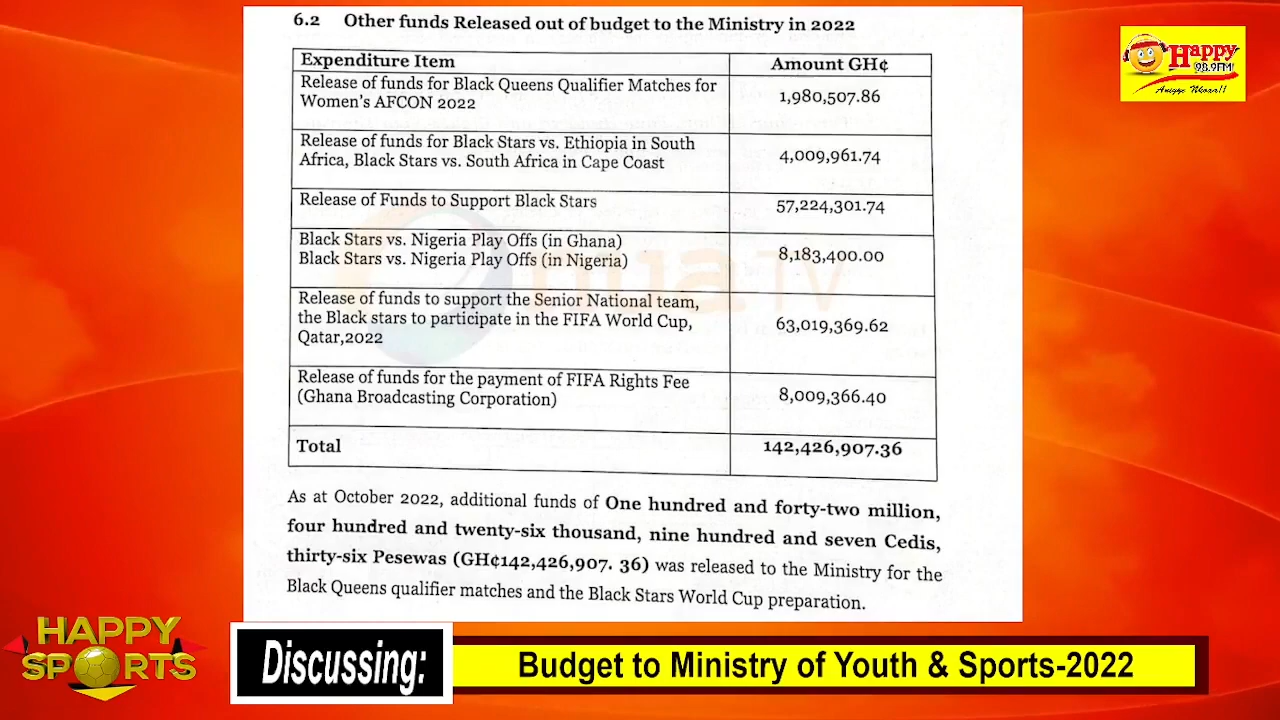 6.2 Other funds Released out of budget to the Ministry in 2022
Expenditure Item Amount GH¢
Release of funds for Black Queens Qualifier Matches for
Women's AFCON 2022
1,980,507.86
Release of funds for Black Stars vs. Ethiopia in South
Africa, Black Stars vs. South Africa in Cape Coast
4,009,961.74
Release of Funds to Support Black Stars
57,224,301.74
Black Stars vs. Nigeria Play Offs (in Ghana)
Black Stars vs. Nigeria Play Offs (in Nigeria)
8,183,400.00
Release of funds to support the Senior National team,
the Black stars to participate in the FIFA World Cup,
Qatar,2022
63,019,369.62
Release of funds for the payment of FIFA Rights Fee
(Ghana Broadcasting Corporation)
8,009,366.40
Total 142,426,907.36
As at October 2022, additional funds of One hundred and forty-two million,
four hundred and twenty-six thousand, nine hundred and seven Cedis,
thirty-six Pesewas (GH¢142,426,907. 36) was released to the Ministry for the
Black Queens qualifier matches and the Black Stars World Cup preparation.
Happy
98.9FM
HAPPY
SPORTS
Discussing:
Budget to Ministry of Youth & Sports-2022